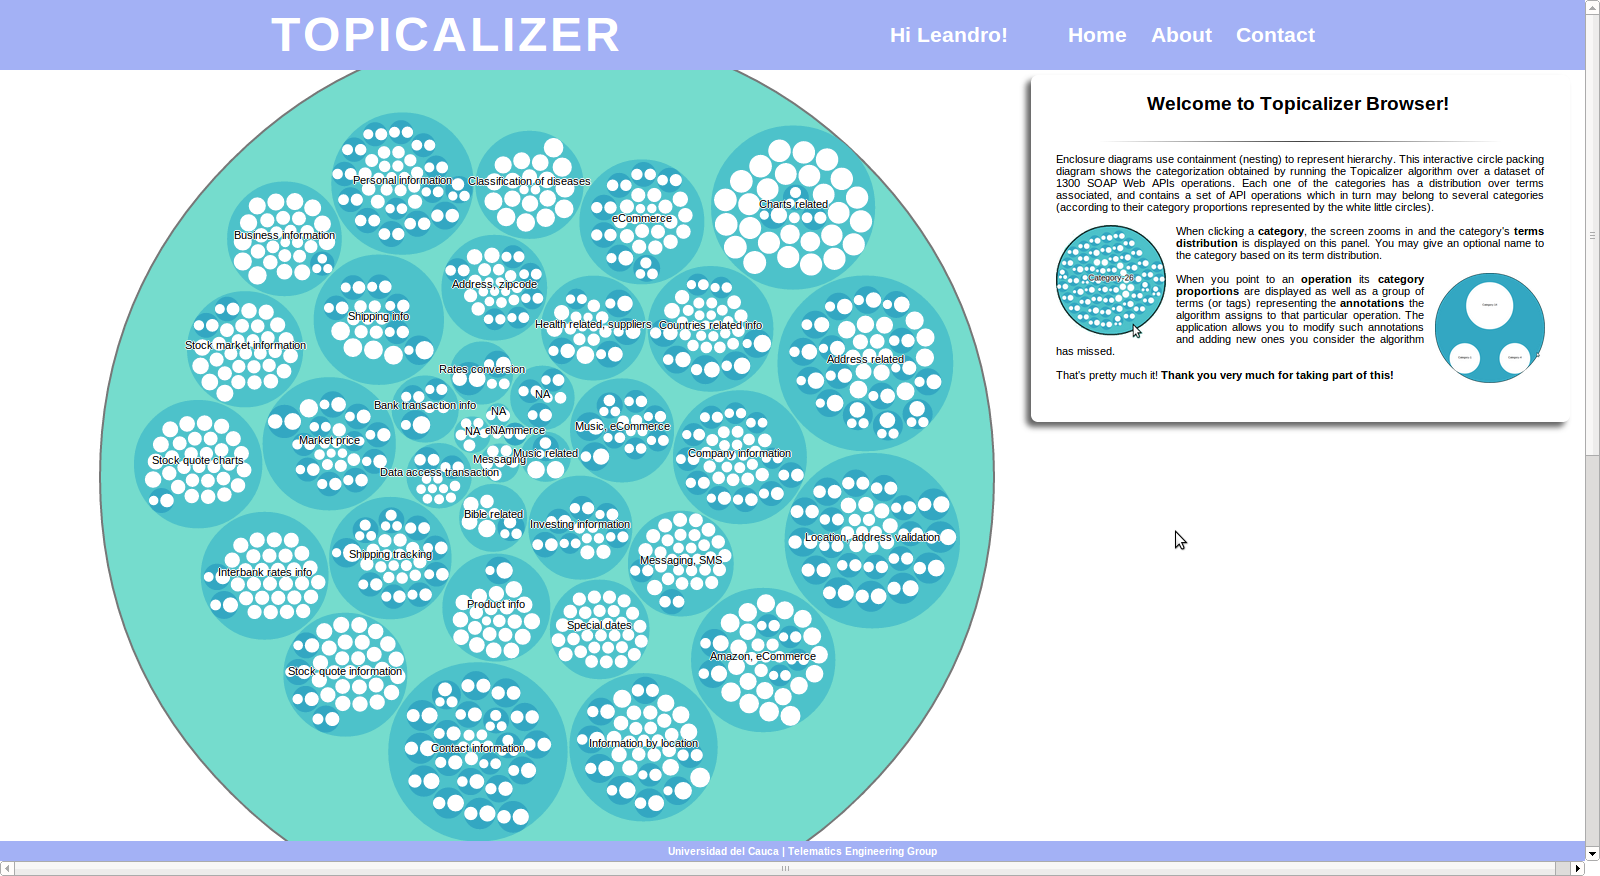 TOPICALIZER
Hi Leandro! Home About Contact
Personal information
Classification of diseases
Charts related
eCommerce
Business information
Address, zipcode
Shipping info
Health related, suppliers
Countries related info
Stock market information
Address related
Rates conversion
NA
Bank transaction info
NA
Music, eCommerce
NA
Market price
Company information
Music related
Stock quote charts
Messaging
Data access transaction
Bible related
Investing information
Location, address validation
Shipping tracking
Messaging, SMS
Interbank rates info
Product info
Special dates
Amazon, eCommerce
Stock quote information
Information by location
Contact information
Welcome to Topicalizer Browser!
Enclosure diagrams use containment (nesting) to represent hierarchy. This interactive circle packing
diagram shows the categorization obtained by running the Topicalizer algorithm over a dataset of
1300 SOAP Web APIs operations. Each one of the categories has a distribution over terms
associated, and contains a set of API operations which in turn may belong to several categories
(according to their category proportions represented by the white little circles).
Category-26
When clicking a category, the screen zooms in and the category's terms
distribution is displayed on this panel. You may give an optional name to
the category based on its term distribution.
When you point to an operation its category
proportions are displayed as well as a group of
terms (or tags) representing the annotations the
algorithm assigns to that particular operation. The
application allows you to modify such annotations
and adding new ones you consider the algorithm
has missed.
That's pretty much it! Thank you very much for taking part of this!
Universidad del Cauca | Telematics Engineering Group